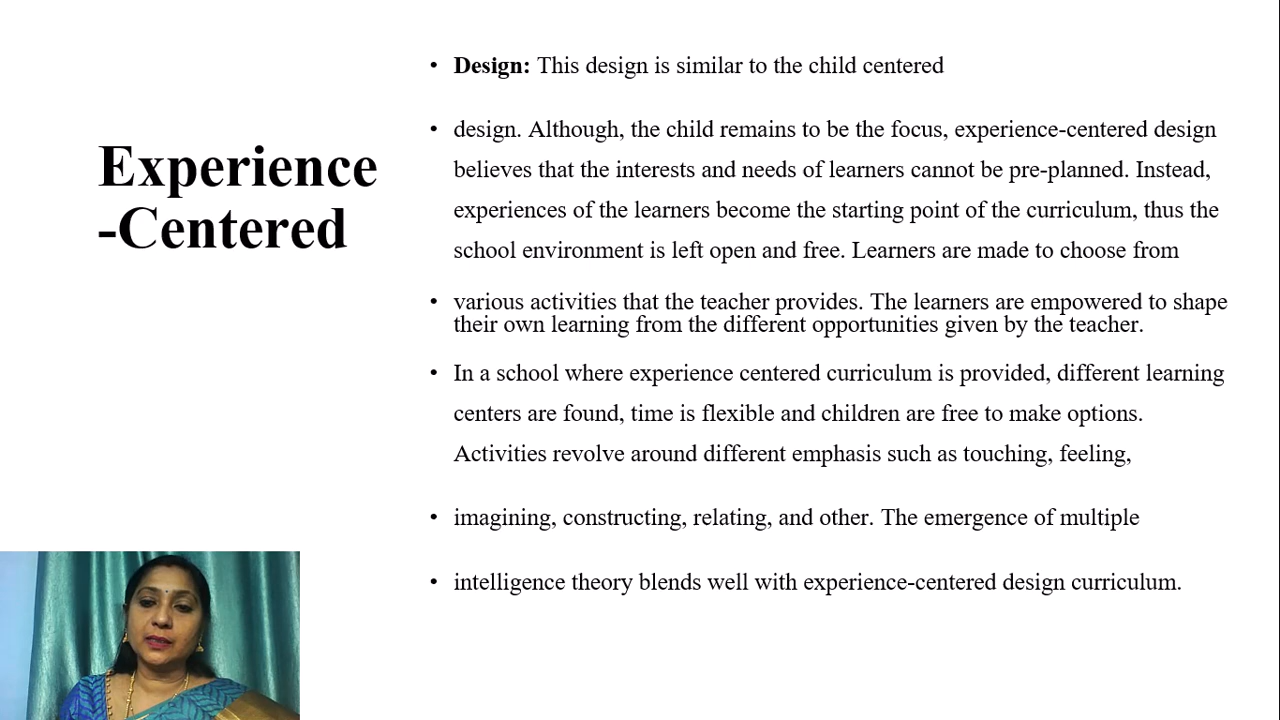 Experience
-Centered
• Design: This design is similar to the child centered
• design. Although, the child remains to be the focus, experience-centered design
believes that the interests and needs of learners cannot be pre-planned. Instead,
experiences of the learners become the starting point of the curriculum, thus the
school environment is left open and free. Learners are made to choose from
• various activities that the teacher provides. The learners are empowered to shape
their own learning from the different opportunities given by the teacher.
• In a school where experience centered curriculum is provided, different learning
centers are found, time is flexible and children are free to make options.
Activities revolve around different emphasis such as touching, feeling,
• imagining, constructing, relating, and other. The emergence of multiple
• intelligence theory blends well with experience-centered design curriculum.